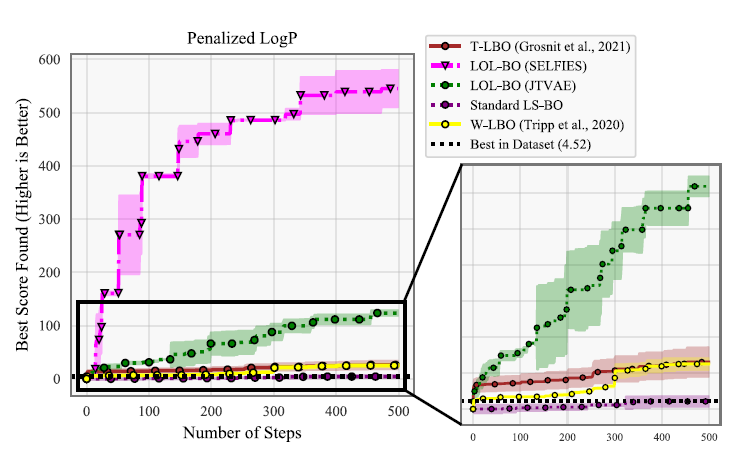 Penalized LogP
Best Score Found (Higher is Better)
600
500
400
300
200
100
0
0 100 200 300 400 500
Number of Steps
T-LBO (Grosnit et al., 2021)
LOL-BO (SELFIES)
LOL-BO (JTVAE)
Standard LS-BO
W-LBO (Tripp et al., 2020)
Best in Dataset (4.52)
0 100 200 300 400 500